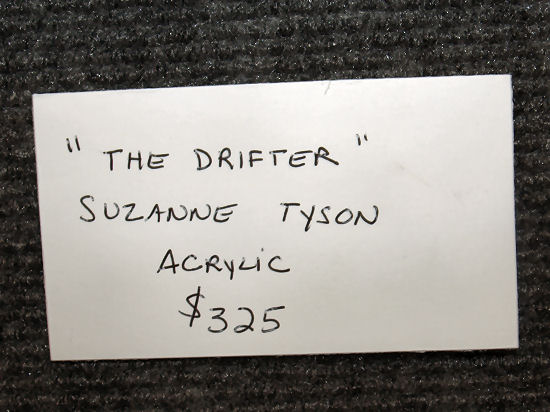 "THE DRIFTER"
SUZANNE TYSON
ACRYLIC
$325